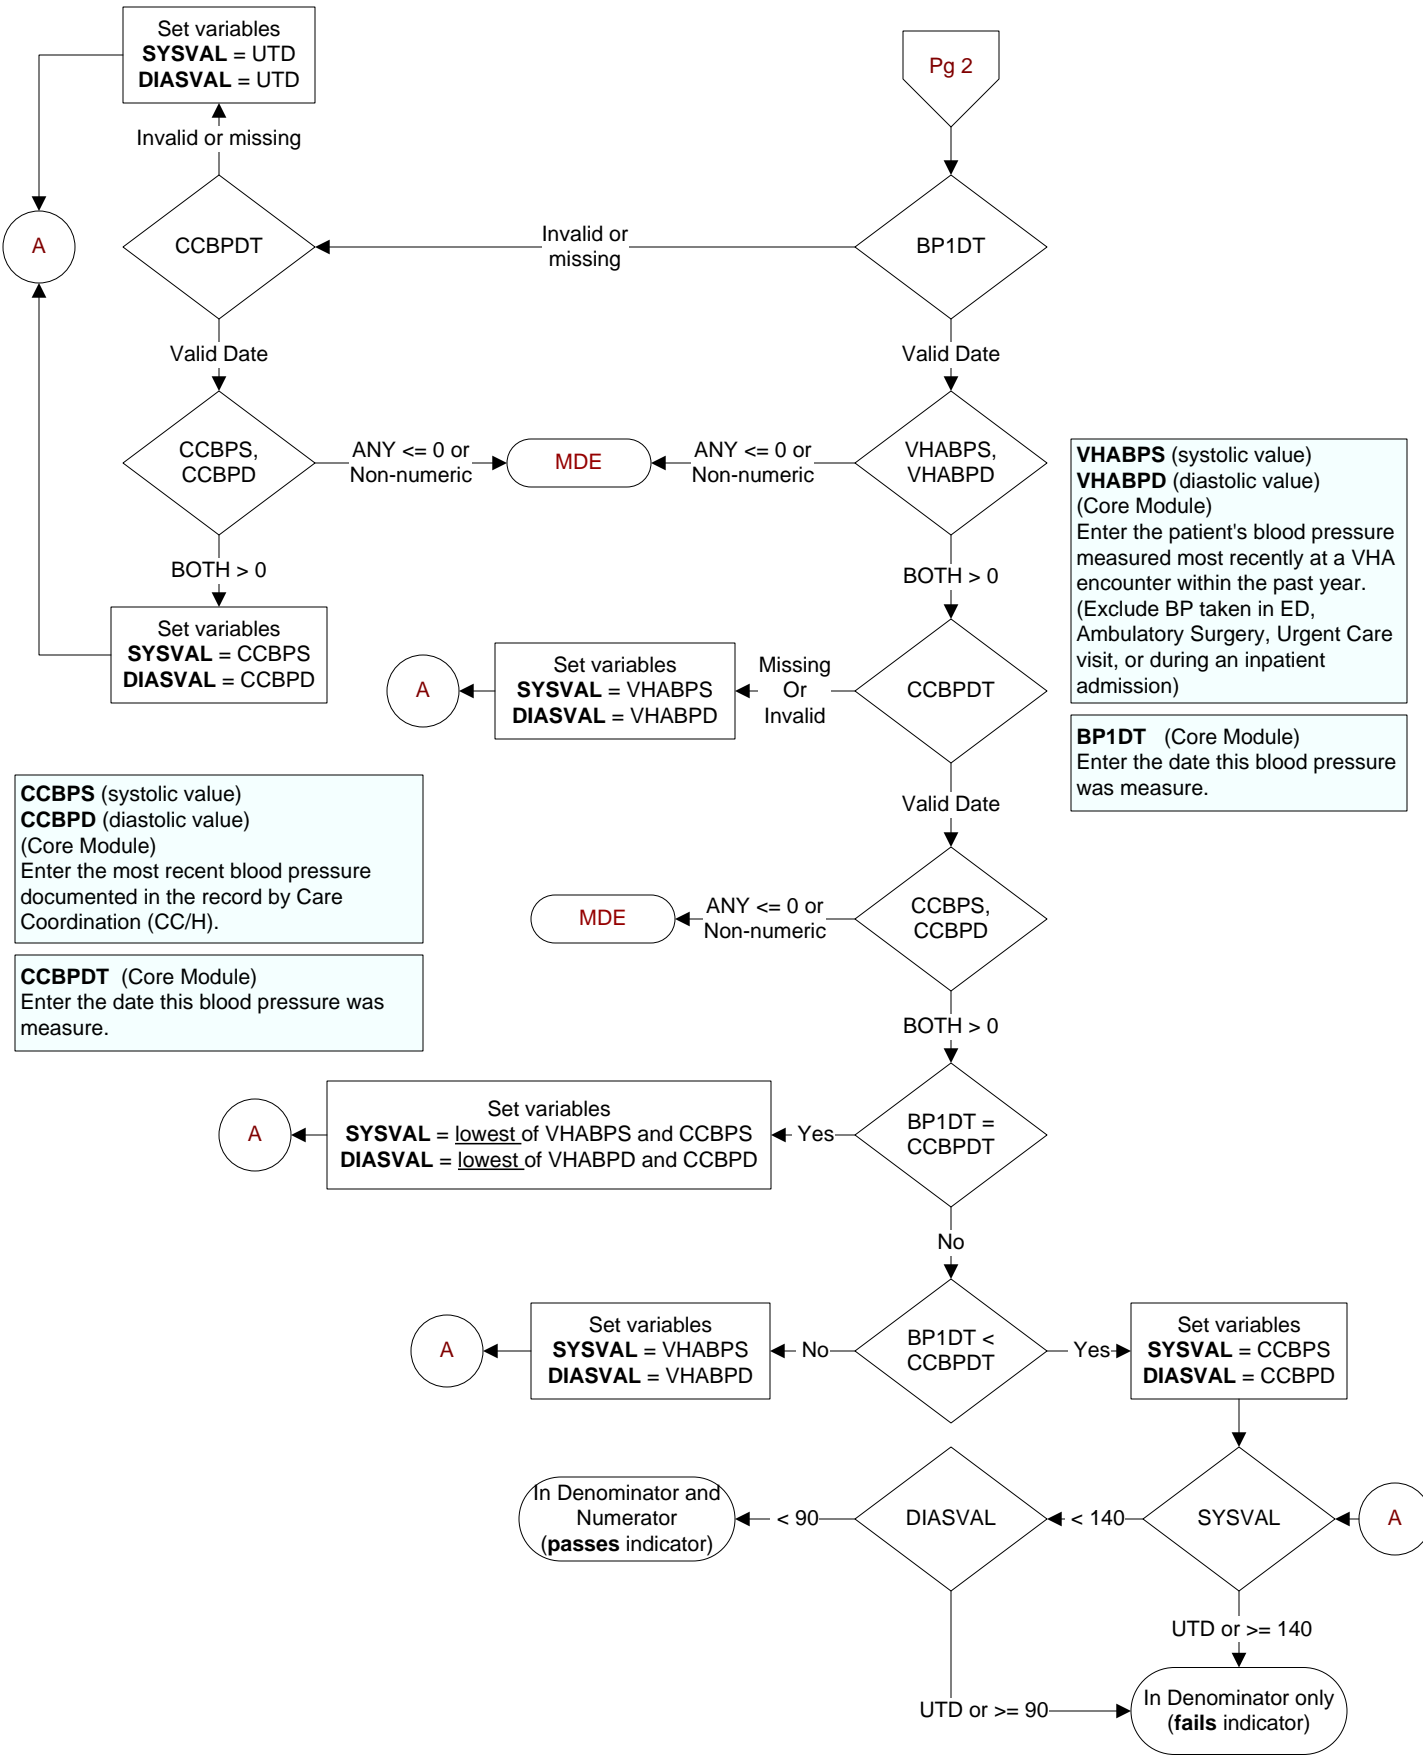 Set variables
SYSVAL = UTD
DIASVAL = UTD
Pg 2
Invalid or missing
A
CCBPDT
Invalid or
missing
BP1DT
Valid Date
Valid Date
CCBPS,
CCBPD
ANY <= 0 or
Non-numeric
MDE
ANY <= 0 or
Non-numeric
VHABPS,
VHABPD
VHABPS (systolic value)
VHABPD (diastolic value)
(Core Module)
Enter the patient's blood pressure
measured most recently at a VHA
encounter within the past year.
(Exclude BP taken in ED,
Ambulatory Surgery, Urgent Care
visit, or during an inpatient
admission)
BOTH > 0
BOTH > 0
Set variables
SYSVAL = CCBPS
DIASVAL = CCBPD
A
Set variables
SYSVAL = VHABPS
DIASVAL = VHABPD
Missing
Or
Invalid
CCBPDT
BP1DT (Core Module)
Enter the date this blood pressure
was measure.
CCBPS (systolic value)
CCBPD (diastolic value)
(Core Module)
Enter the most recent blood pressure
documented in the record by Care
Coordination (CC/H).
Valid Date
MDE
ANY <= 0 or
Non-numeric
CCBPS,
CCBPD
CCBPDT (Core Module)
Enter the date this blood pressure was
measure.
BOTH > 0
A
Set variables
SYSVAL = lowest of VHABPS and CCBPS
DIASVAL = lowest of VHABPD and CCBPD
Yes
BP1DT =
CCBPDT
No
A
Set variables
SYSVAL = VHABPS
DIASVAL = VHABPD
No
BP1DT <
CCBPDT
Yes
Set variables
SYSVAL = CCBPS
DIASVAL = CCBPD
In Denominator and
Numerator
(passes indicator)
< 90
DIASVAL
< 140
SYSVAL
A
UTD or >= 140
UTD or >= 90
In Denominator only
(fails indicator)